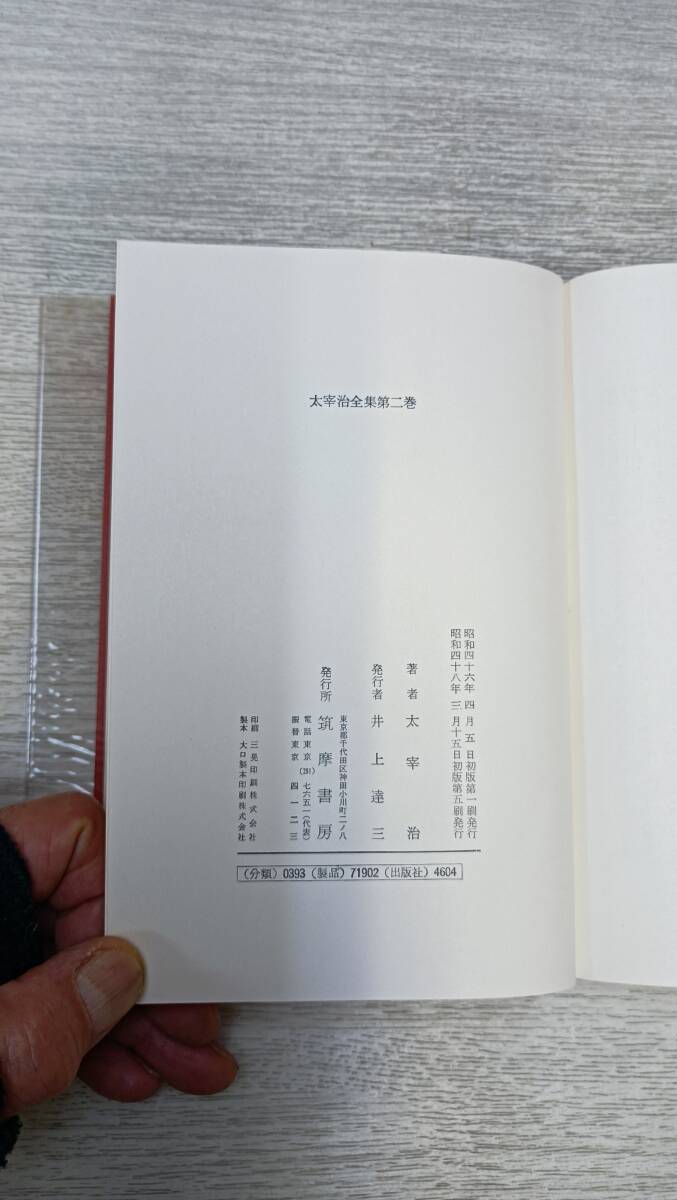 太宰治全集第二巻
昭和四十六年四月五日初版第一刷発行
昭和四十八年三月十五日初版第五刷発行
著者 太宰治
発行者 井上達三
発行所 筑摩書房
東京都千代田区神田小川町二ノ八
電話東京(291)七六五一(代表)
振替東京四一二三
印刷 三晃印刷株式会社
製本 大口製本印刷株式会社
(分類) 0393 (製品) 71902 (出版社) 4604